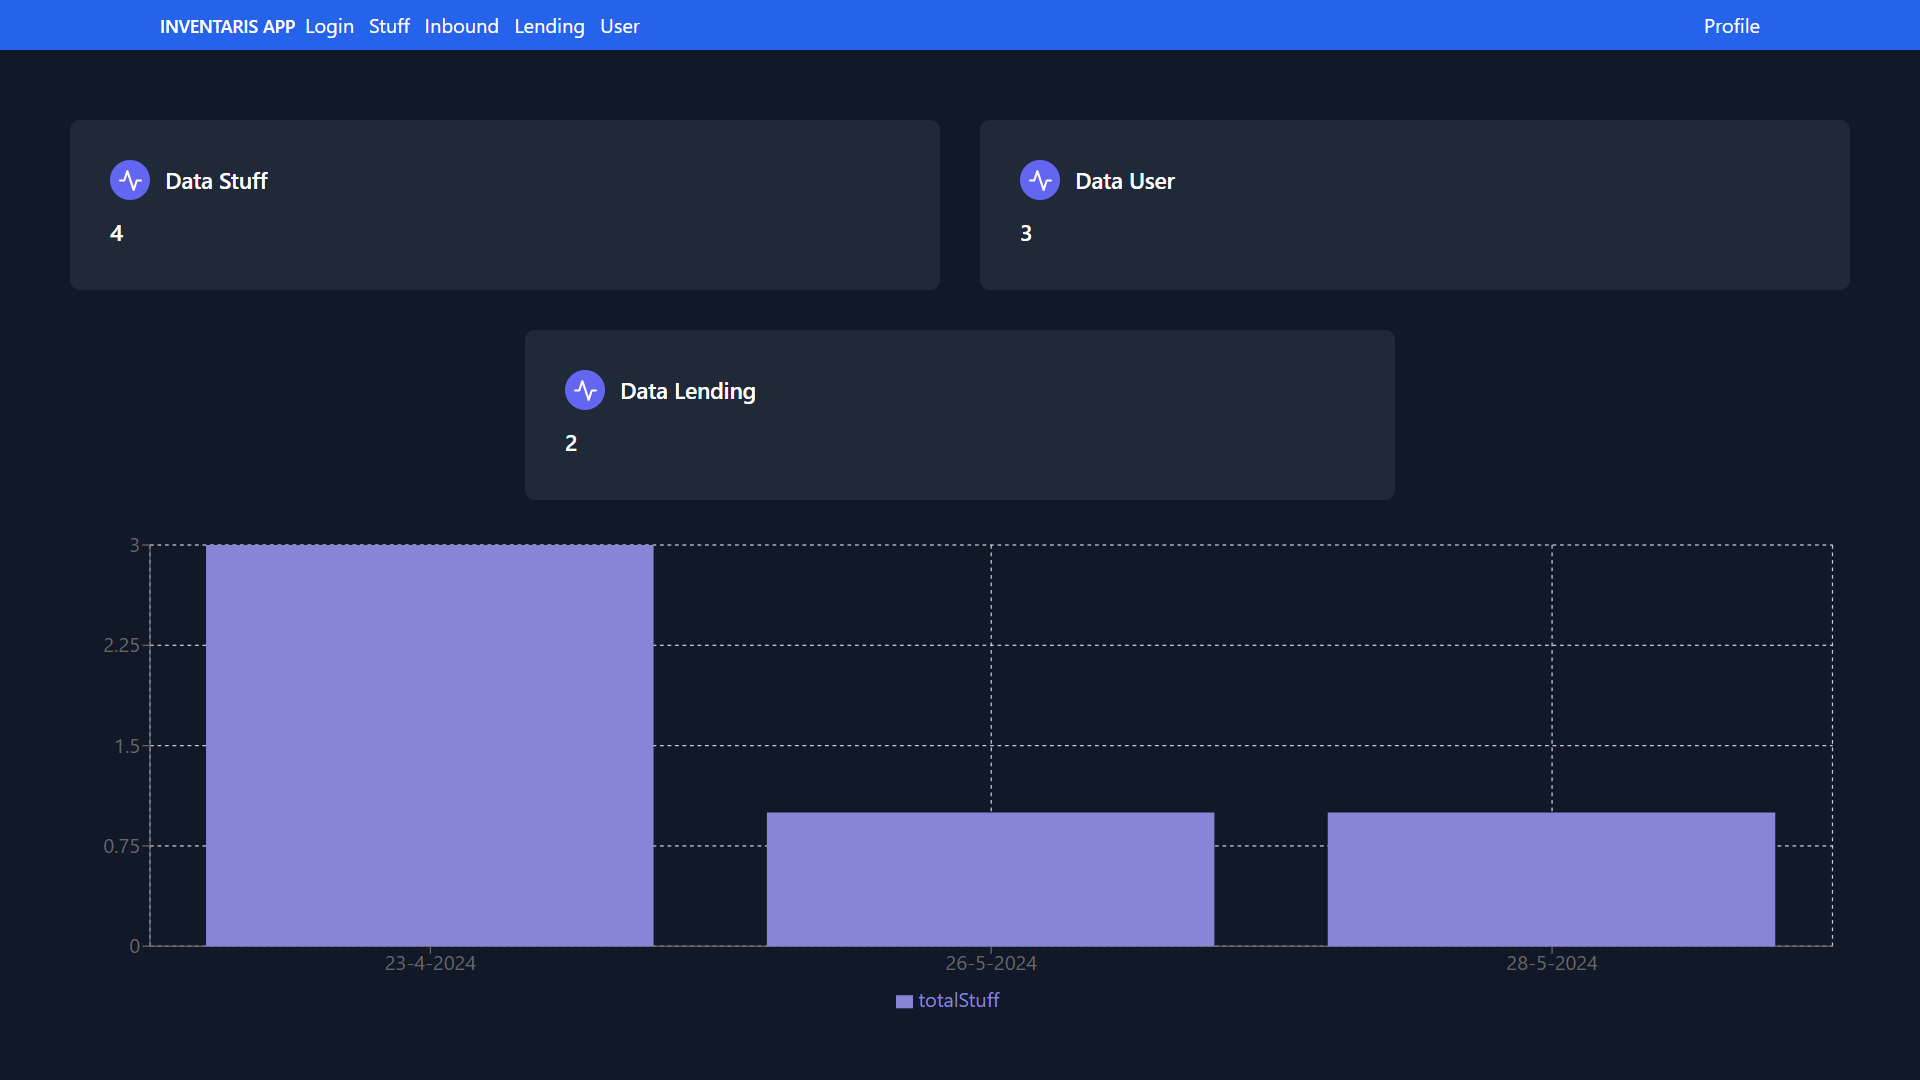 INVENTARIS APP Login Stuff Inbound Lending User Profile
Data Stuff
4
Data User
3
Data Lending
2
3
2.25
1.5
0.75
0
23-4-2024 26-5-2024 28-5-2024
totalStuff